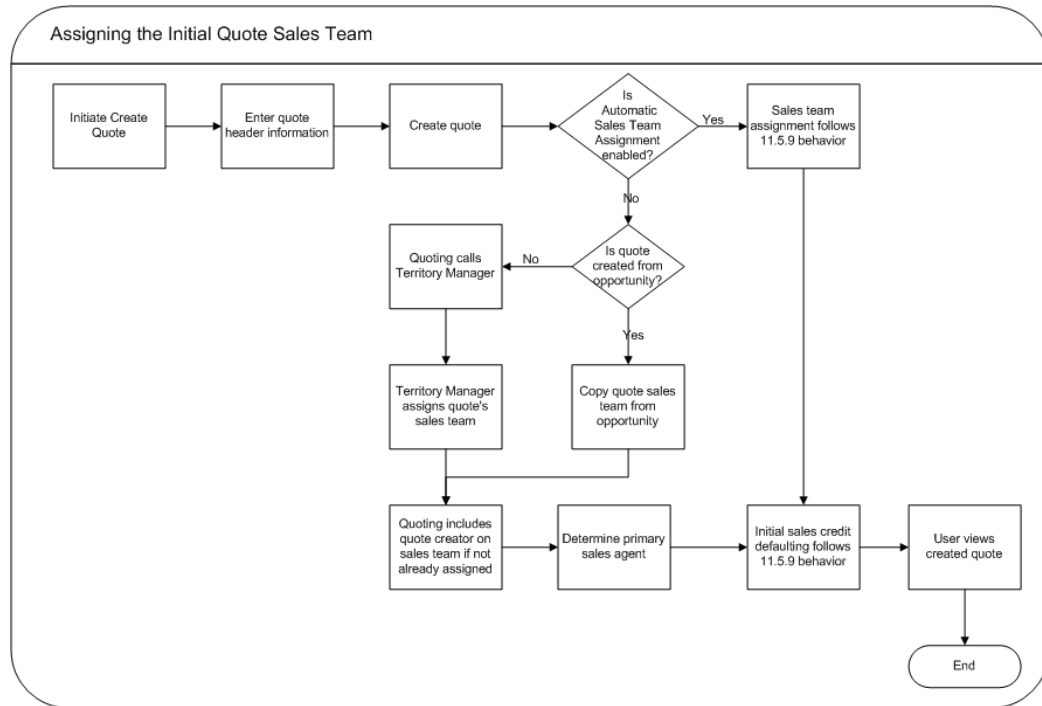 Assigning the Initial Quote Sales Team
Initiate Create
Quote
Enter quote
header information
Create quote
Is
Automatic
Sales Team
Assignment
enabled?
Yes
Sales team
assignment follows
11.5.9 behavior
No
Quoting calls
Territory Manager
No
Is quote
created from
opportunity?
Yes
Territory Manager
assigns quote's
sales team
Copy quote sales
team from
opportunity
Quoting includes
quote creator on
sales team if not
already assigned
Determine primary
sales agent
Initial sales credit
defaulting follows
11.5.9 behavior
User views
created quote
End